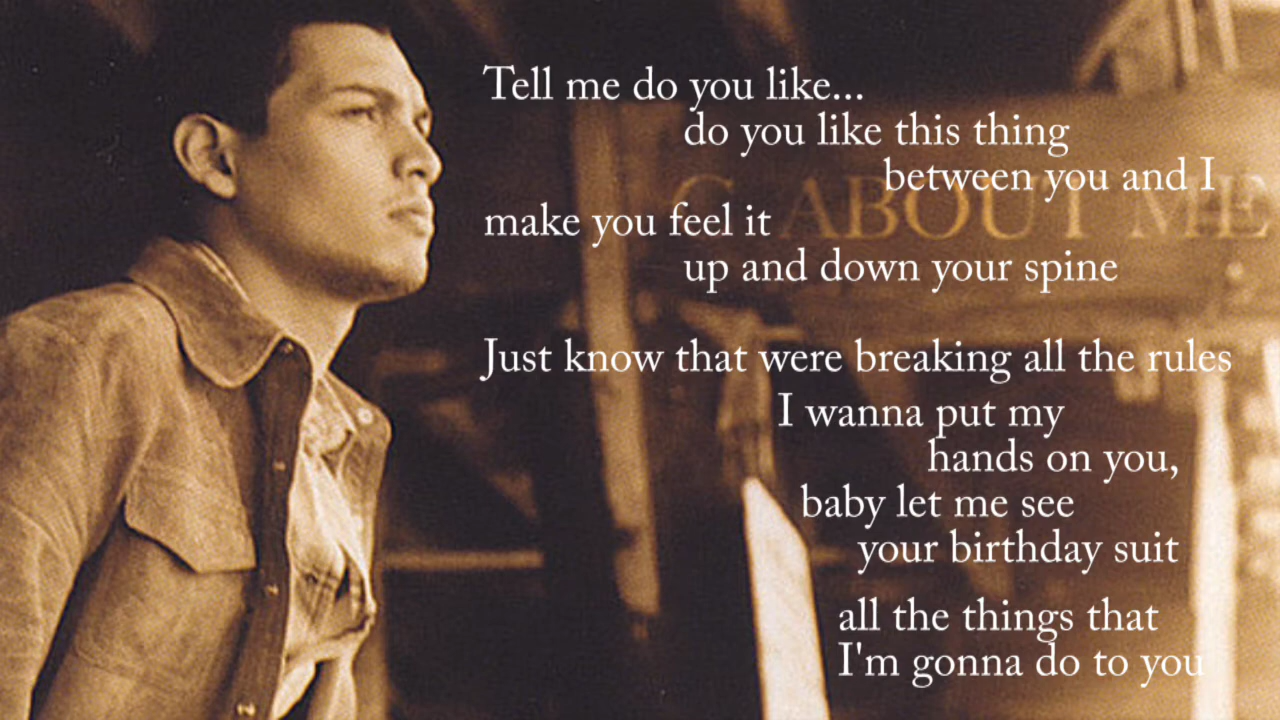 Tell me do you like...
do you like this thing
between you and I
make you feel it
ABOUT ME
up and down your spine
Just know that were breaking all the rules
I wanna put my
hands on you,
baby let me see
your birthday suit
all the things that
I'm gonna do to you